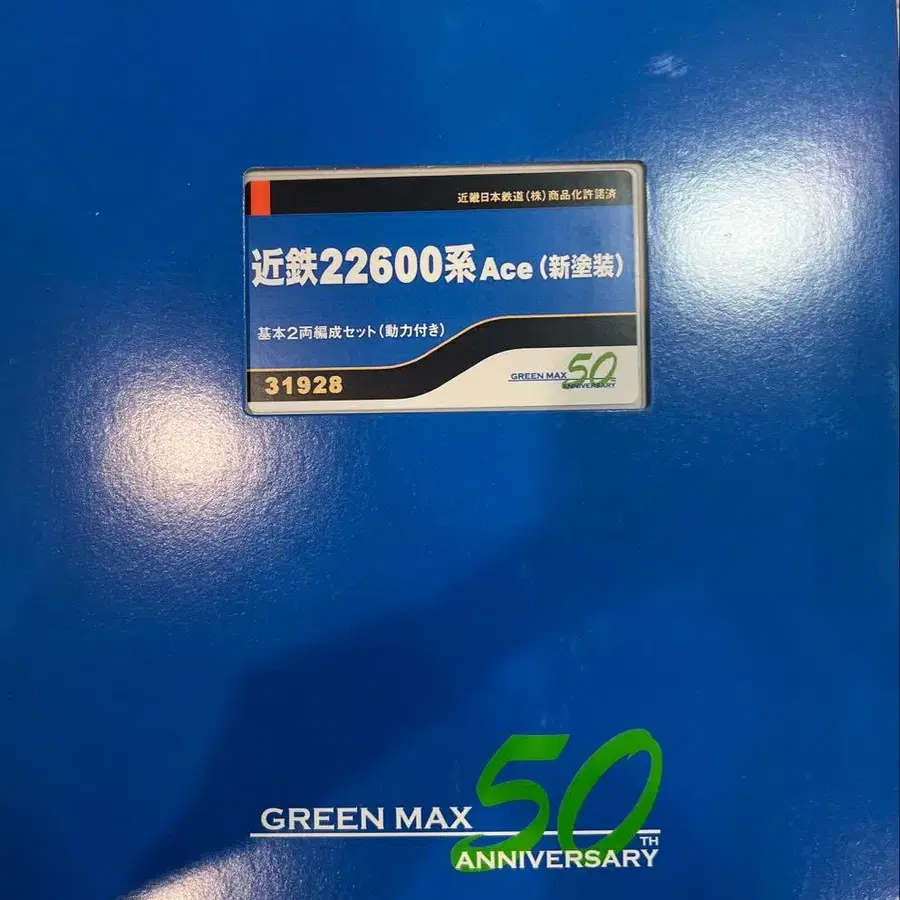 近畿日本鉄道(株)商品化許諾済
近鉄22600系Ace(新塗装)
基本2両編成セット(動力付き)
31928
GREEN MAX 50
ANNIVERSARY
GREEN MAX 50TH
ANNIVERSARY